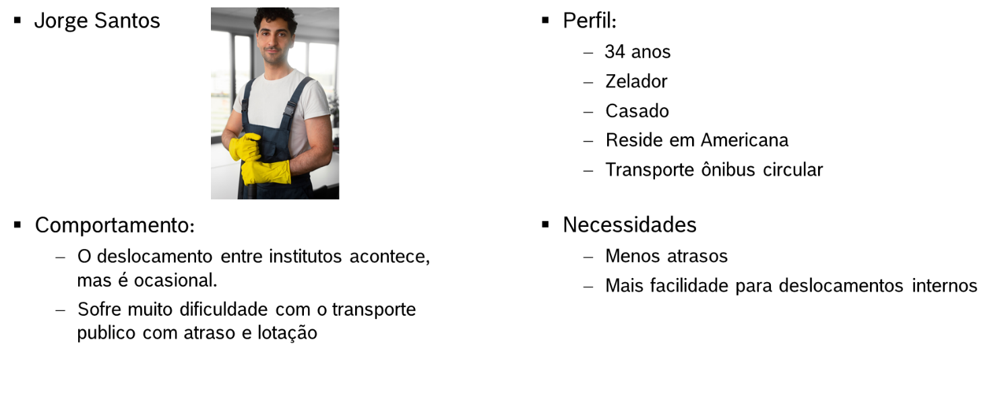 Jorge Santos
Perfil:
– 34 anos
– Zelador
– Casado
– Reside em Americana
– Transporte ônibus circular
Comportamento:
– O deslocamento entre institutos acontece,
mas é ocasional.
– Sofre muito dificuldade com o transporte
publico com atraso e lotação
Necessidades
– Menos atrasos
– Mais facilidade para deslocamentos internos